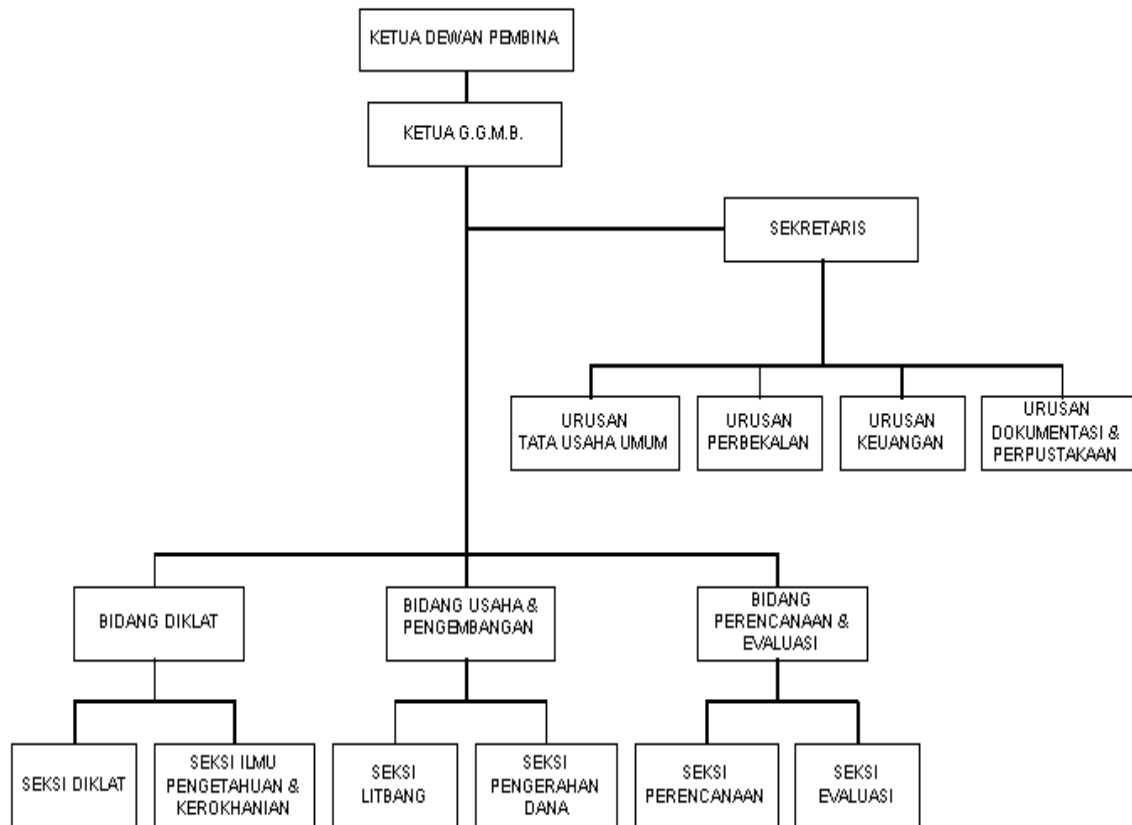 KETUA DEWAN PEMBINA
KETUA G.G.M.B.
SEKRETARIS
URUSAN
TATA USAHA UMUM
URUSAN
PERBEKALAN
URUSAN
KEUANGAN
URUSAN
DOKUMENTASI &
PERPUSTAKAAN
BIDANG DIKLAT
BIDANG USAHA &
PENGEMBANGAN
BIDANG
PERENCANAAN &
EVALUASI
SEKSI DIKLAT
SEKSI ILMU
PENGETAHUAN &
KEROKHANIAN
SEKSI
LITBANG
SEKSI
PENGERAHAN
DANA
SEKSI
PERENCANAAN
SEKSI
EVALUASI